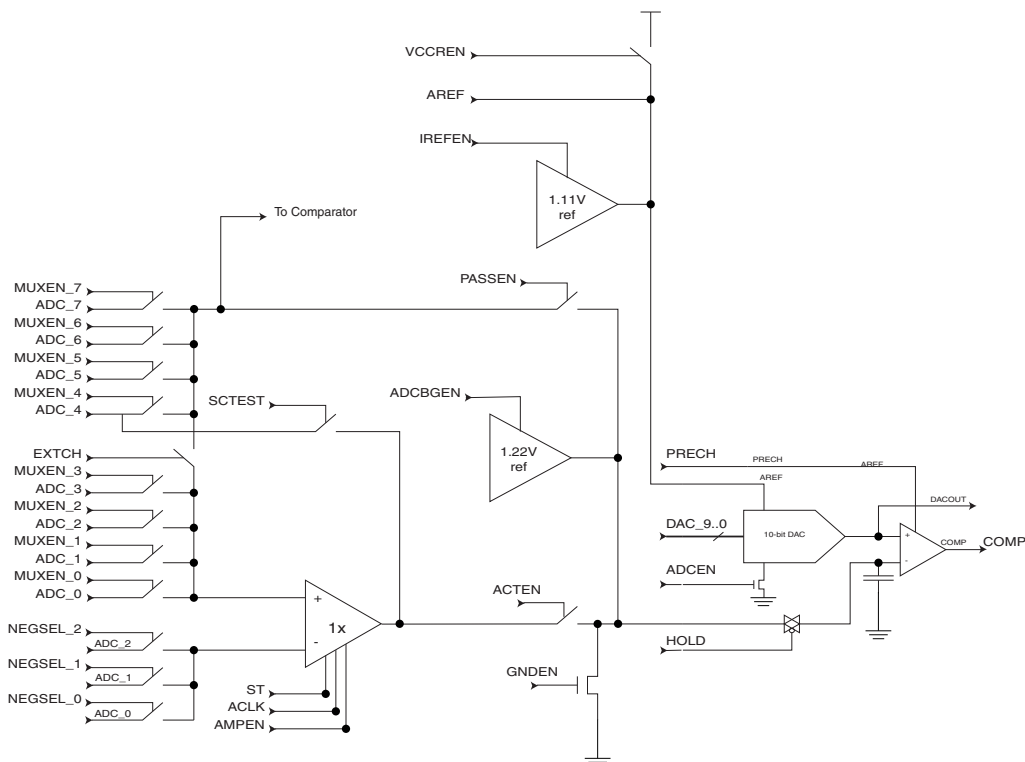 VCCREN
AREF
IREFEN
1.11V
ref
To Comparator
PASSEN
MUXEN_7
ADC_7
MUXEN_6
ADC_6
MUXEN_5
ADC_5
MUXEN_4
ADC_4
SCTEST
ADCBGEN
1.22V
ref
EXTCH
MUXEN_3
ADC_3
MUXEN_2
ADC_2
MUXEN_1
ADC_1
MUXEN_0
ADC_0
PRECH
PRECH
AREF
AREF
DACOUT
DAC_9..0
10-bit DAC
+
-
COMP
COMP
ADCEN
ACTEN
+
1x
-
HOLD
NEGSEL_2
ADC_2
NEGSEL_1
ADC_1
NEGSEL_0
ADC_0
GNDEN
ST
ACLK
AMPEN